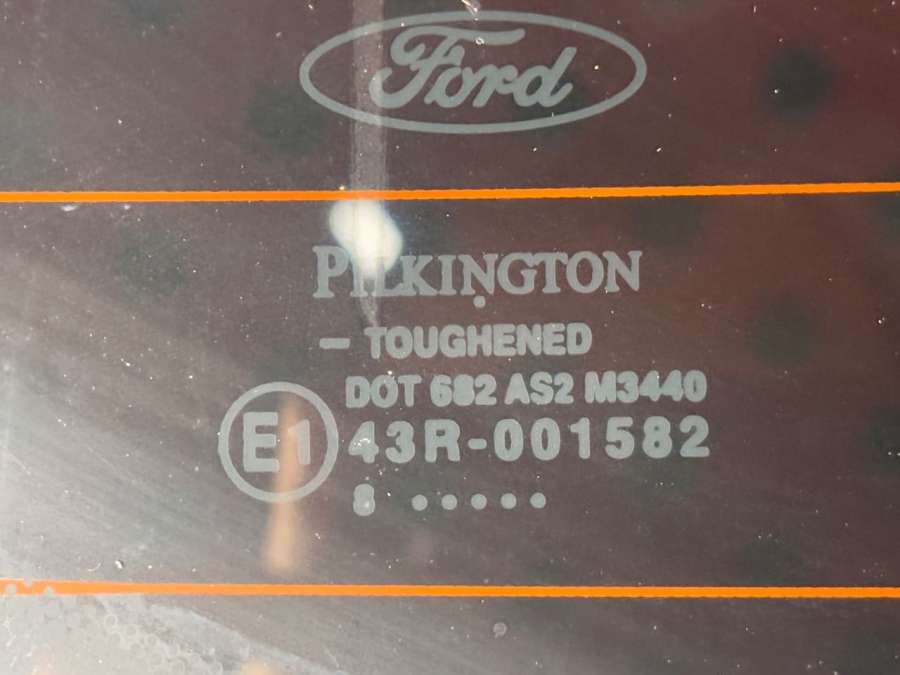 Ford
PILKINGTON
- TOUGHENED
DOT 682 AS2 M3440
E1 43R-001582
8 •••••